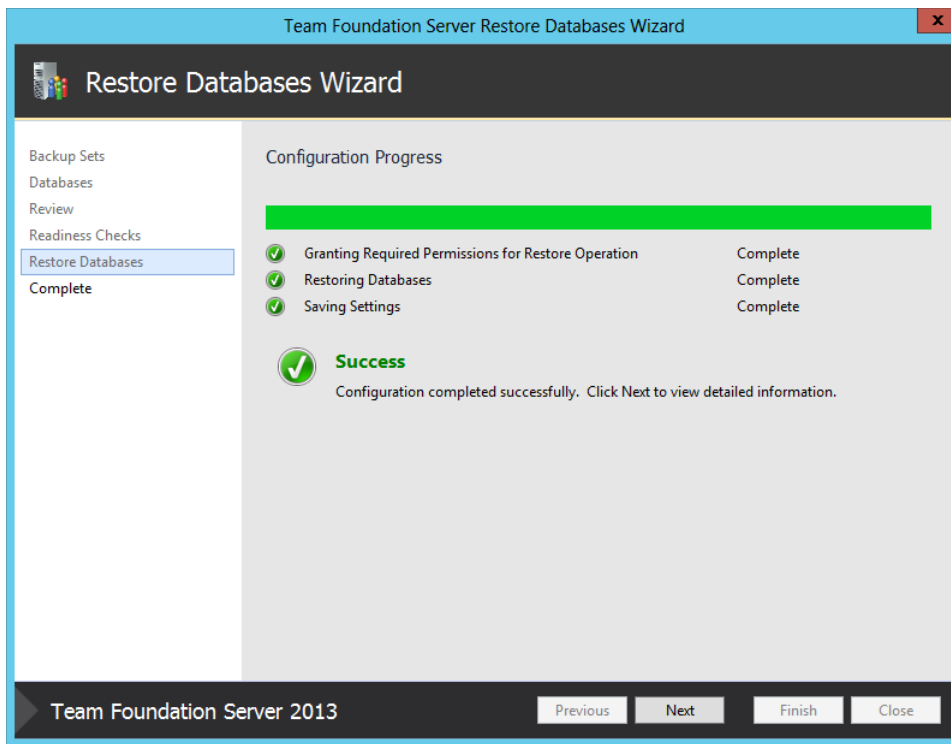 Team Foundation Server Restore Databases Wizard
x
Restore Databases Wizard
Backup Sets
Databases
Review
Readiness Checks
Restore Databases
Complete
Configuration Progress
Granting Required Permissions for Restore Operation Complete
Restoring Databases Complete
Saving Settings Complete
Success
Configuration completed successfully. Click Next to view detailed information.
Team Foundation Server 2013
Previous Next Finish Close